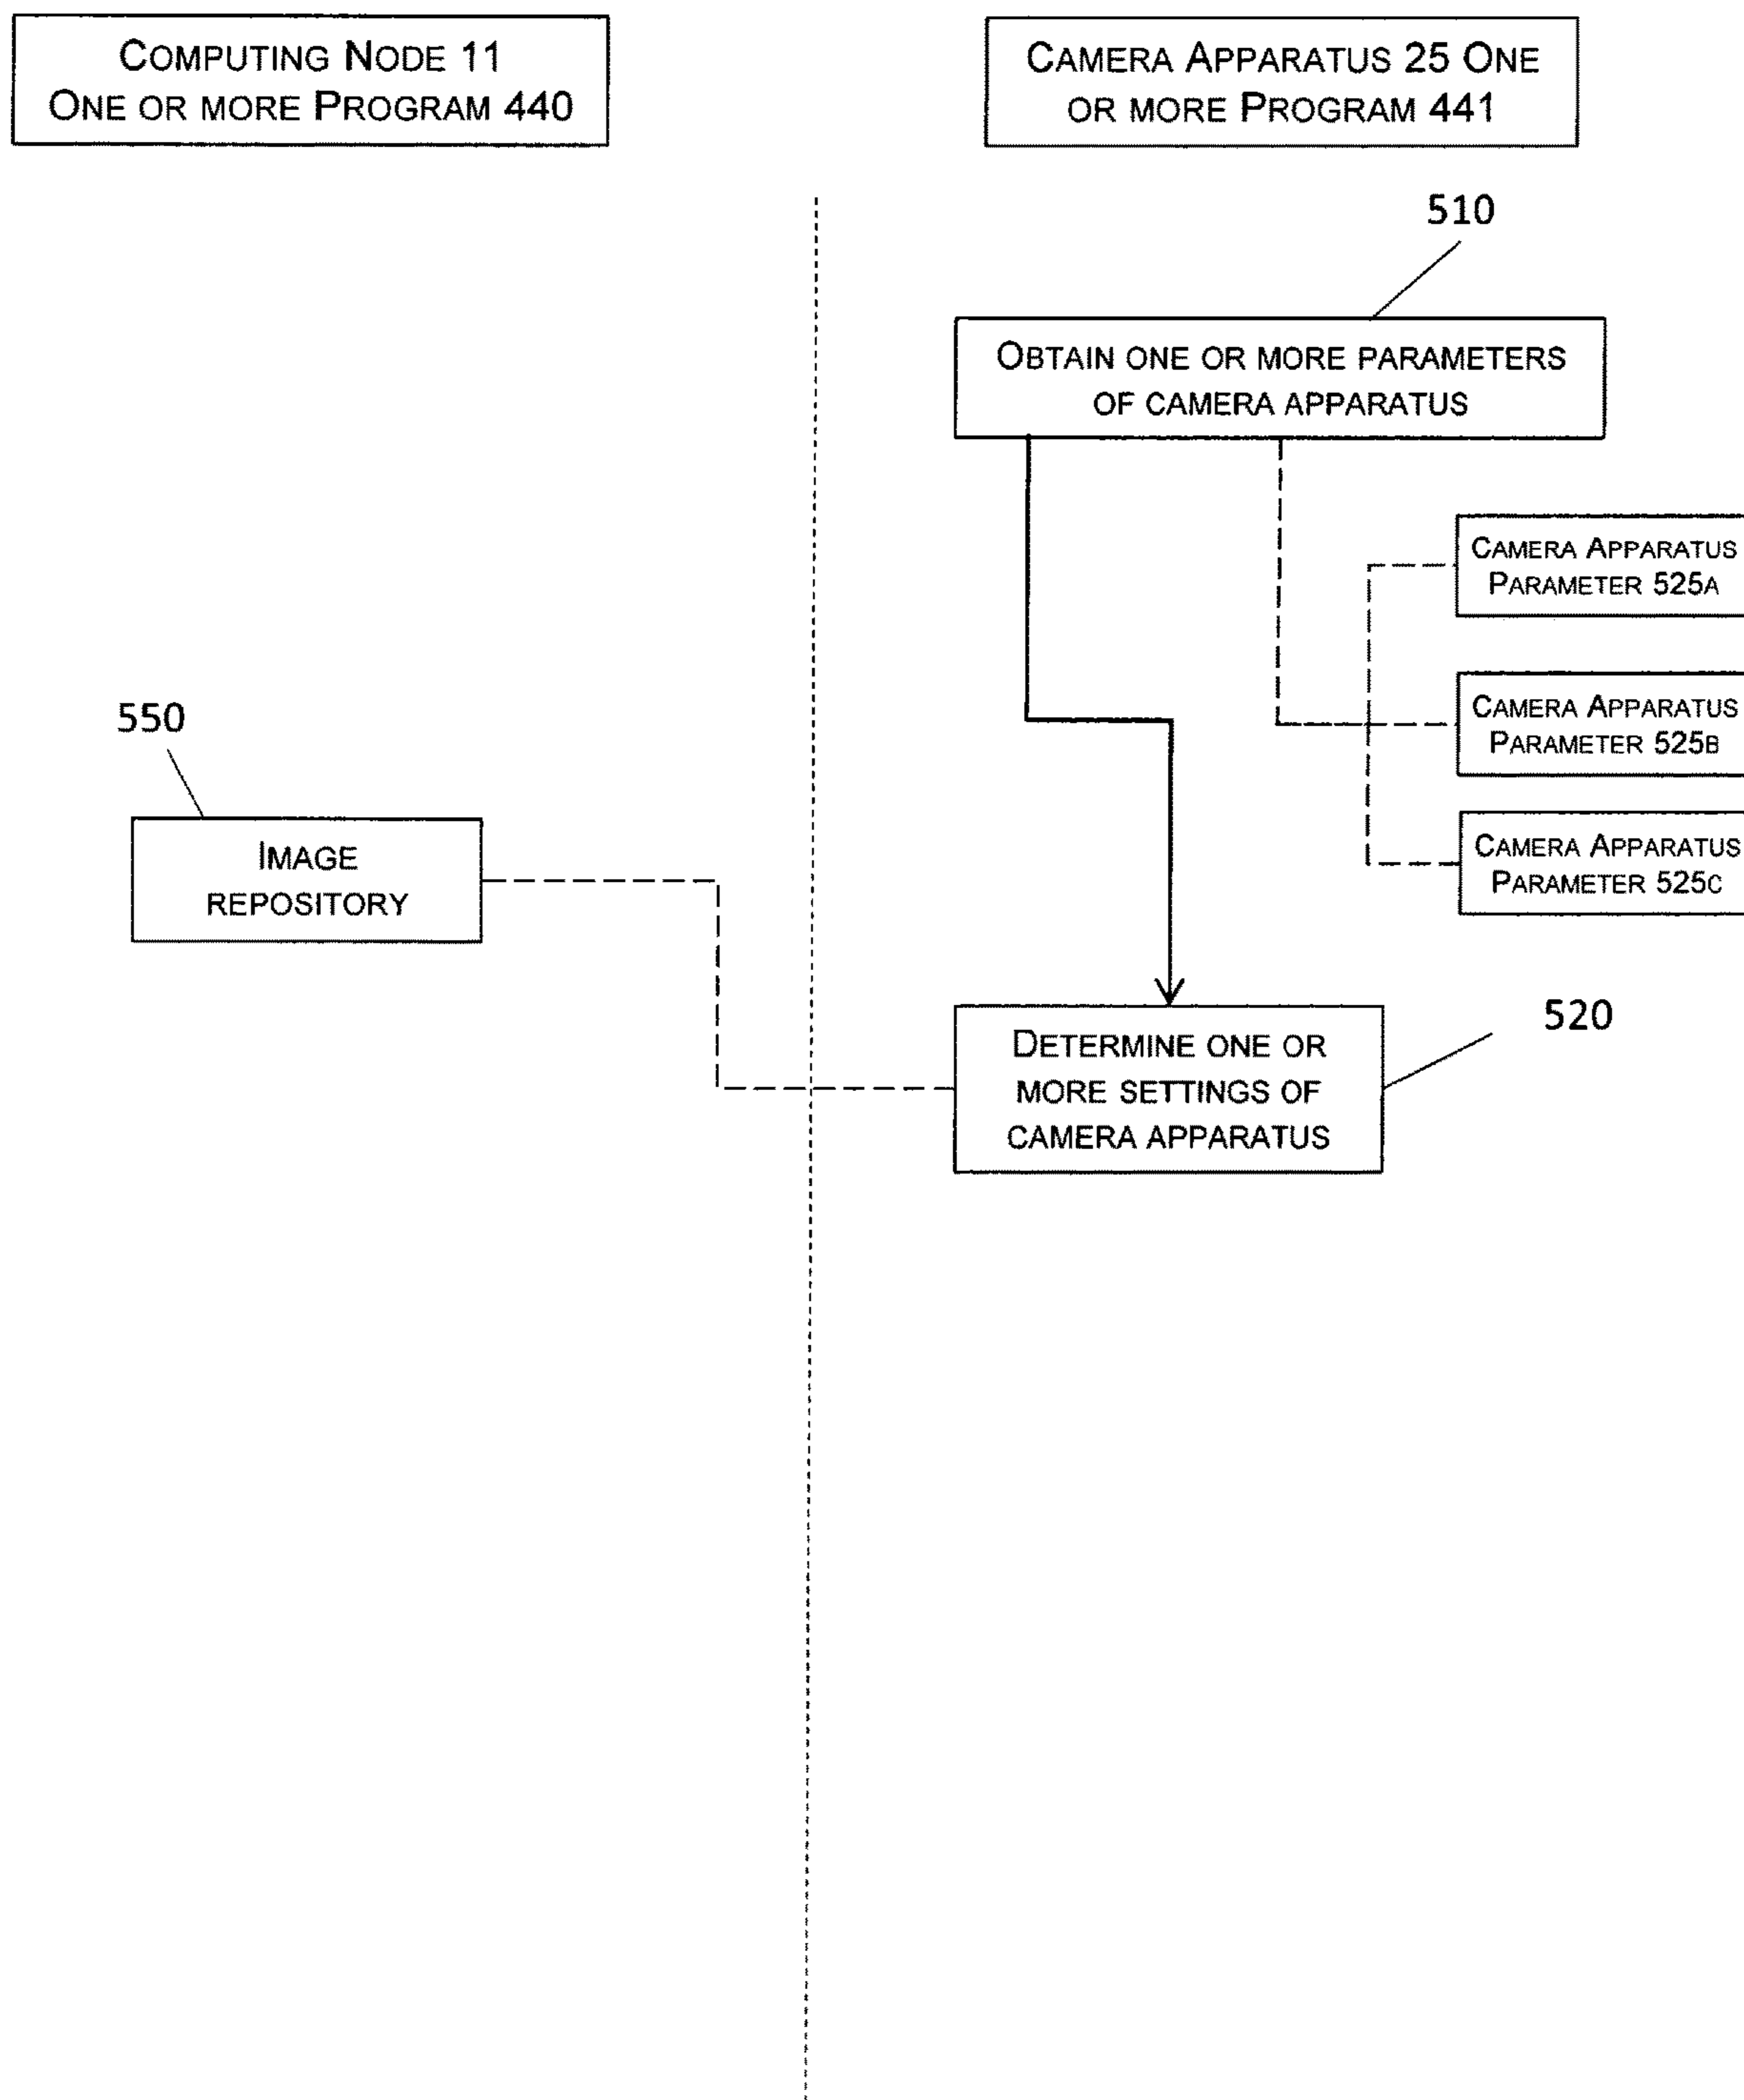 COMPUTING NODE 11
ONE OR MORE PROGRAM 440
CAMERA APPARATUS 25 ONE
OR MORE PROGRAM 441
510
OBTAIN ONE OR MORE PARAMETERS
OF CAMERA APPARATUS
CAMERA APPARATUS
PARAMETER 525A
CAMERA APPARATUS
PARAMETER 525B
CAMERA APPARATUS
PARAMETER 525C
550
IMAGE
REPOSITORY
520
DETERMINE ONE OR
MORE SETTINGS OF
CAMERA APPARATUS